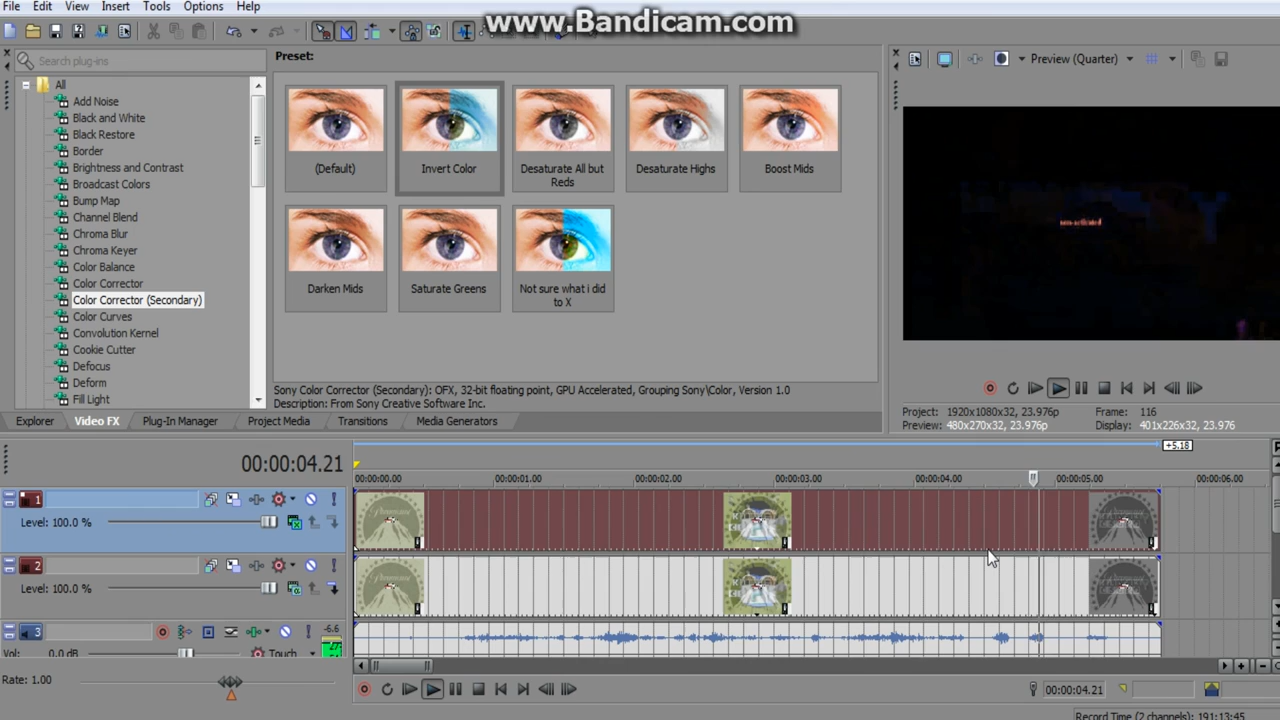 www.Bandicam.com
File Edit View Insert Tools Options Help
Search plug-ins
All
Add Noise
Black and White
Black Restore
Border
Brightness and Contrast
Broadcast Colors
Bump Map
Channel Blend
Chroma Blur
Chroma Keyer
Color Balance
Color Corrector
Color Corrector (Secondary)
Color Curves
Convolution Kernel
Cookie Cutter
Defocus
Deform
Fill Light
Preset:
(Default)
Invert Color
Desaturate All but
Reds
Desaturate Highs
Boost Mids
Darken Mids
Saturate Greens
Not sure what i did
to X
Sony Color Corrector (Secondary): OFX, 32-bit floating point, GPU Accelerated, Grouping Sony\Color, Version 1.0
Description: From Sony Creative Software Inc.
Explorer Video FX Plug-In Manager Project Media Transitions Media Generators
Preview (Quarter)
Project: 1920x1080x32, 23.976p Frame: 116
Preview: 480x270x32, 23.976p Display: 401x226x32, 23.976
00:00:04.21
+5.18
00:00:00.00 00:00:01.00 00:00:02.00 00:00:03.00 00:00:04.00 00:00:05.00 00:00:06.00
1
Level: 100.0 %
2
Level: 100.0 %
3
-6.6
Vol: 0.0 dB Touch
Rate: 1.00
00:00:04.21
Record Time (2 channels): 191:13:45